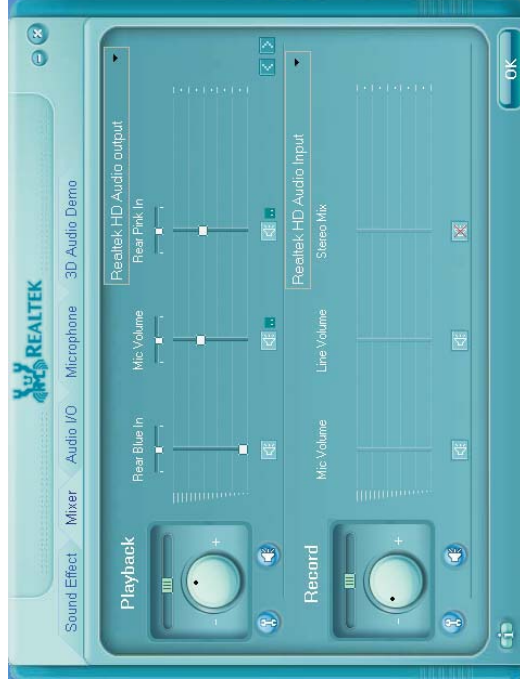 REALTEK
Sound Effect
Mixer
Audio I/O
Microphone
3D Audio Demo
Playback
Realtek HD Audio output
Rear Blue In
Mic Volume
Rear Pink In
- +
Record
Realtek HD Audio Input
Mic Volume
Line Volume
Stereo Mix
- +
i
OK